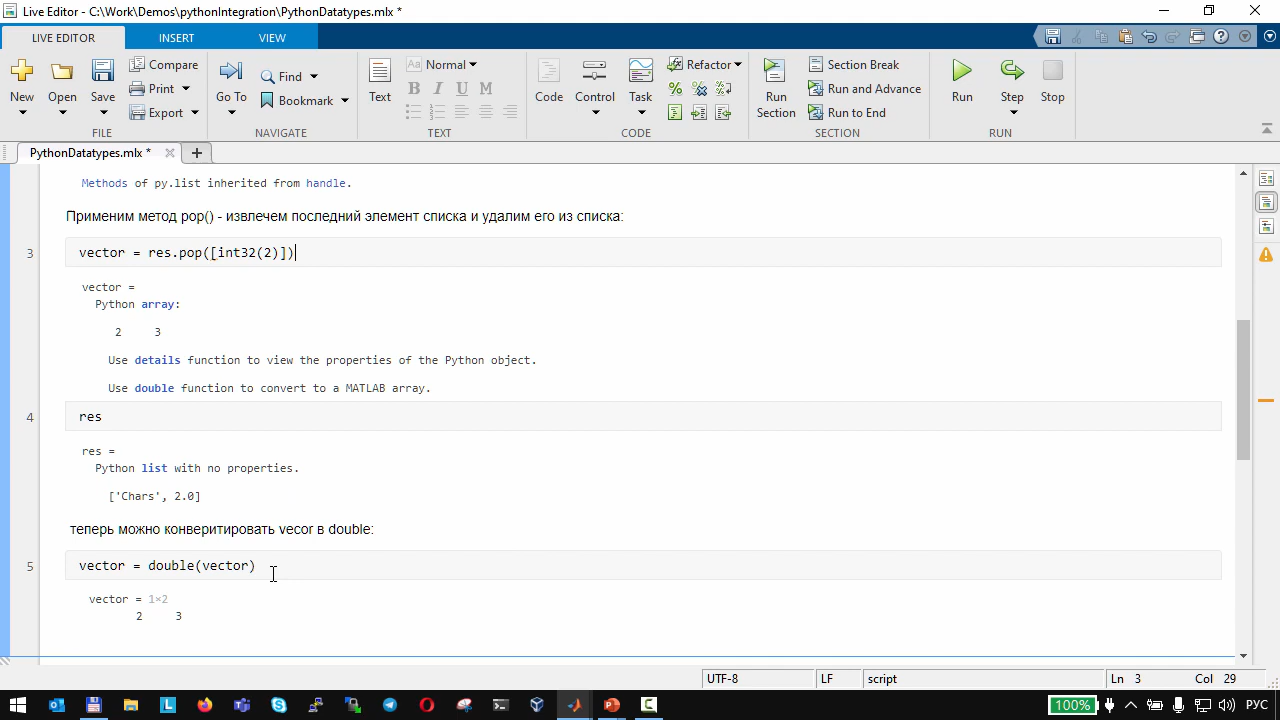 Live Editor - C:\Work\Demos\pythonIntegration\PythonDatatypes.mlx *
LIVE EDITOR INSERT VIEW
New Open Save Compare Print Export
FILE
Go To Find Bookmark
NAVIGATE
Text Aa Normal B I U M
TEXT
Code Control Task Refactor
CODE
Run Section Section Break Run and Advance Run to End
SECTION
Run Step Stop
RUN
PythonDatatypes.mlx *
Methods of py.list inherited from handle.
Применим метод pop() - извлечем последний элемент списка и удалим его из списка:
3 vector = res.pop([int32(2)])
vector =
Python array:
2 3
Use details function to view the properties of the Python object.
Use double function to convert to a MATLAB array.
4 res
res =
Python list with no properties.
['Chars', 2.0]
теперь можно конверитировать vecor в double:
5 vector = double(vector)
vector = 1×2
2 3
UTF-8 LF script Ln 3 Col 29
100% РУС